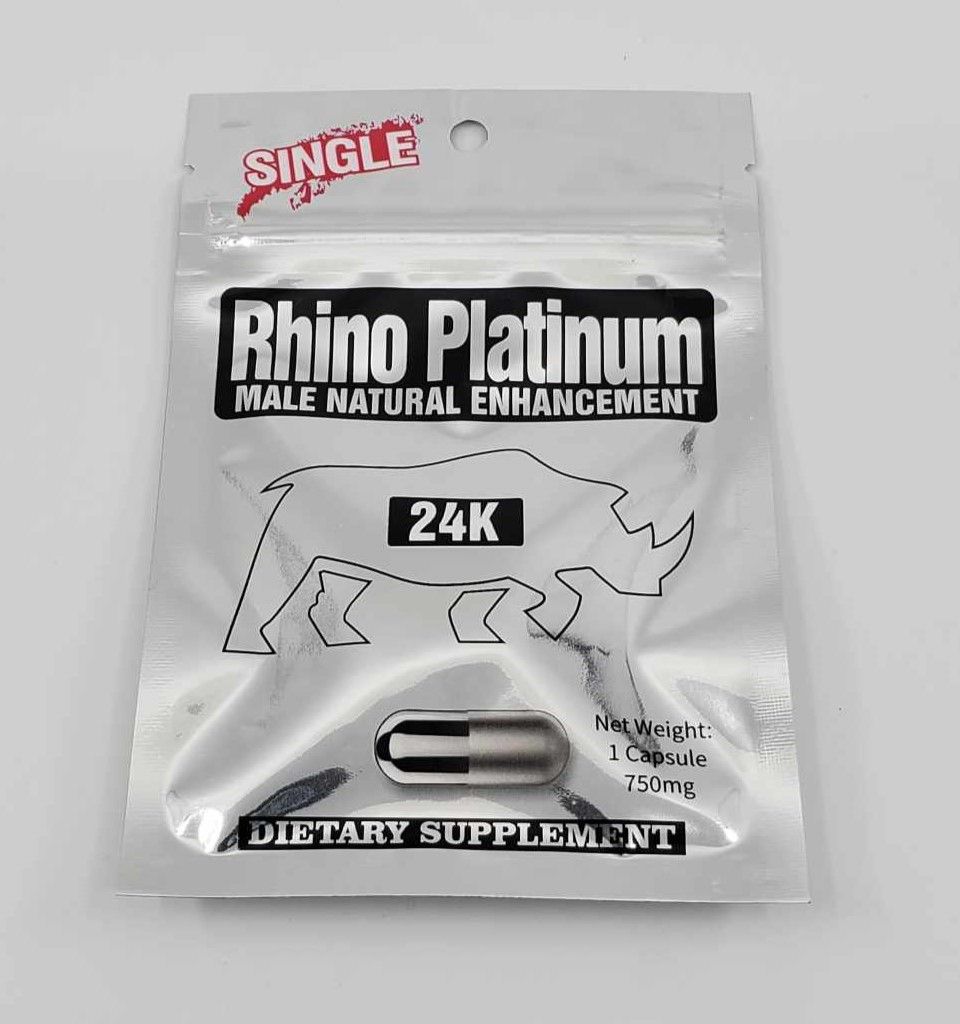 SINGLE
Rhino Platinum
MALE NATURAL ENHANCEMENT
24K
Net Weight:
1 Capsule
750mg
DIETARY SUPPLEMENT